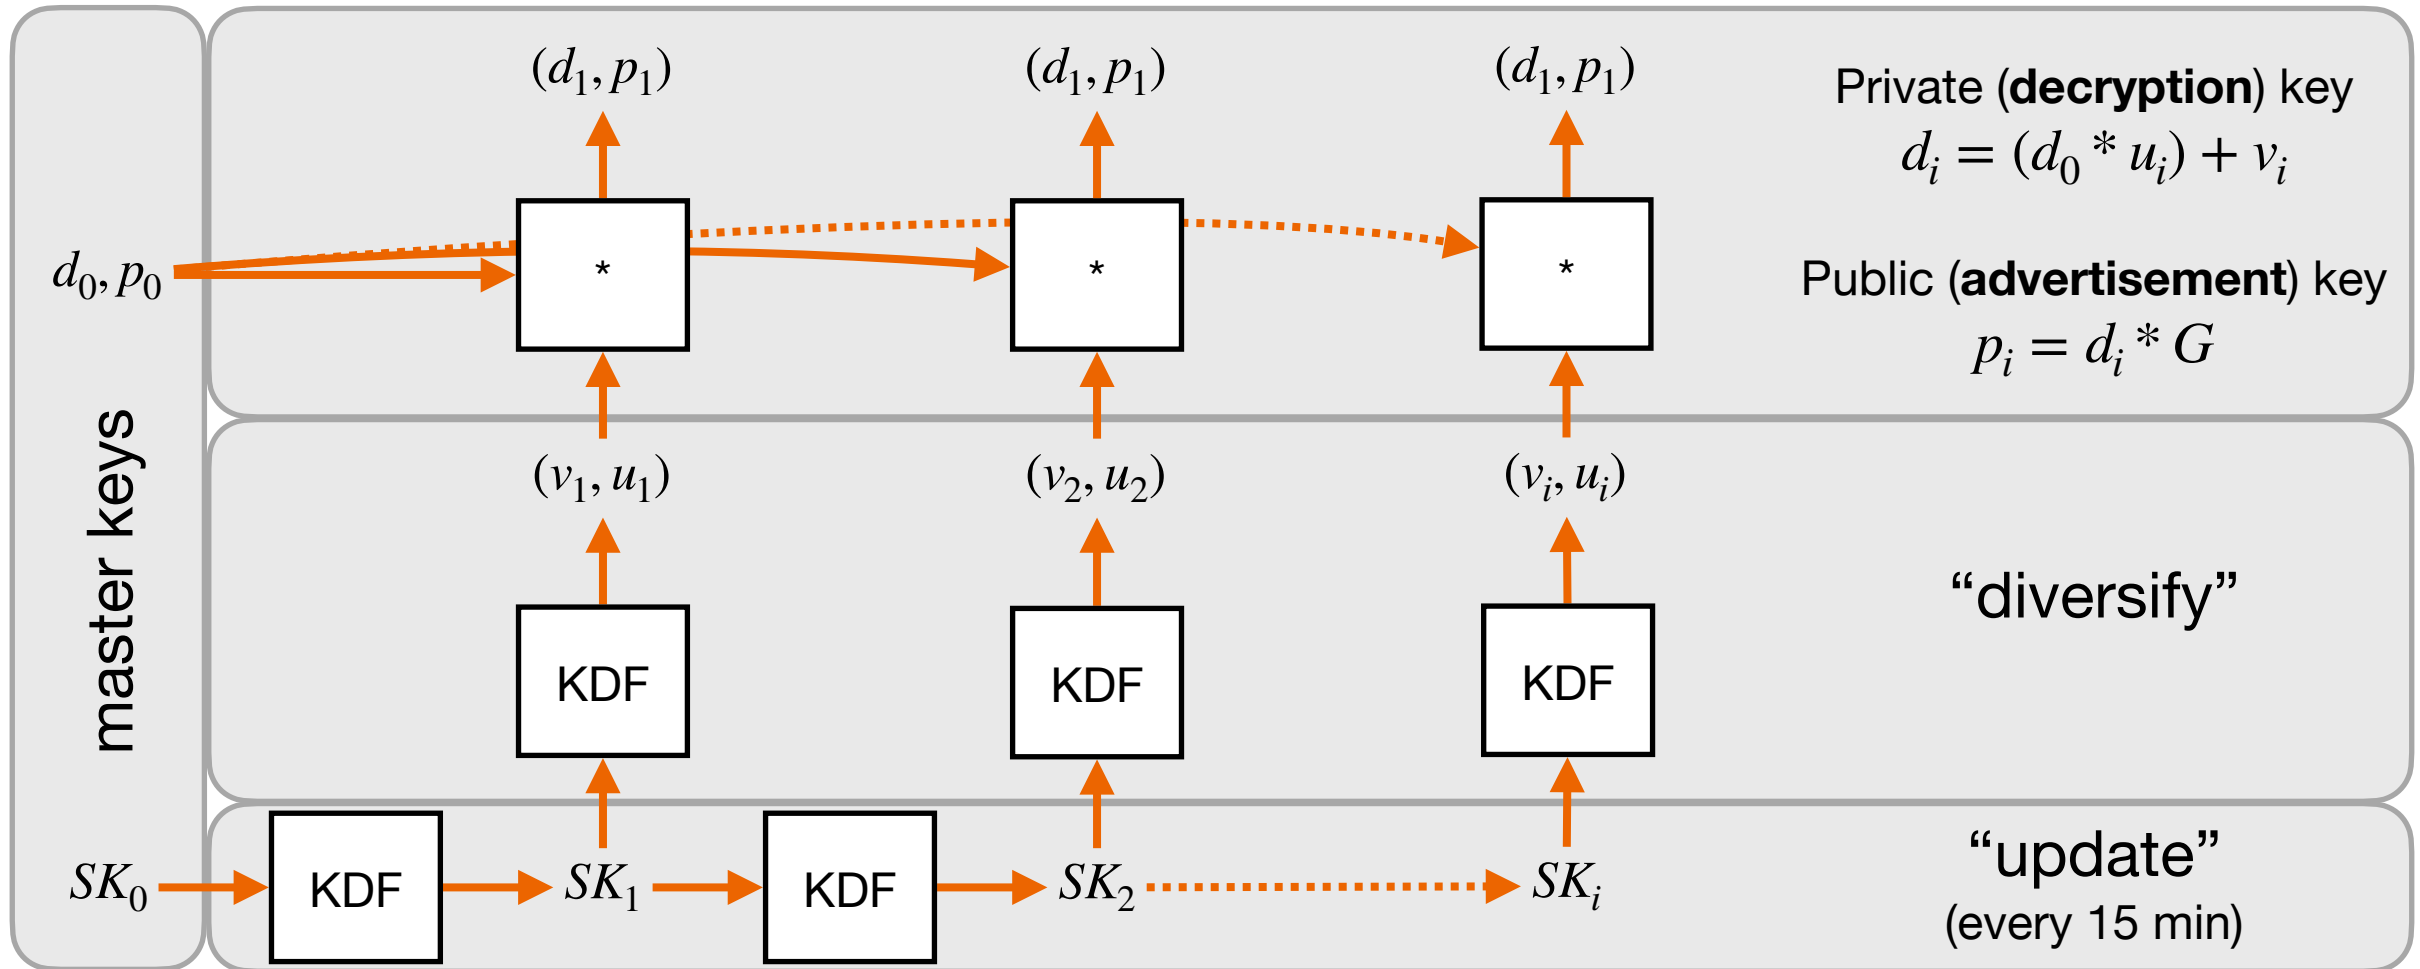 (d₁, p₁) (d₁, p₁) (d₁, p₁)
Private (decryption) key
dᵢ = (d₀ * uᵢ) + vᵢ
d₀, p₀ * * *
Public (advertisement) key
pᵢ = dᵢ * G
master keys
(v₁, u₁) (v₂, u₂) (vᵢ, uᵢ)
“diversify”
KDF KDF KDF
“update”
SK₀ KDF SK₁ KDF SK₂ SKᵢ
(every 15 min)